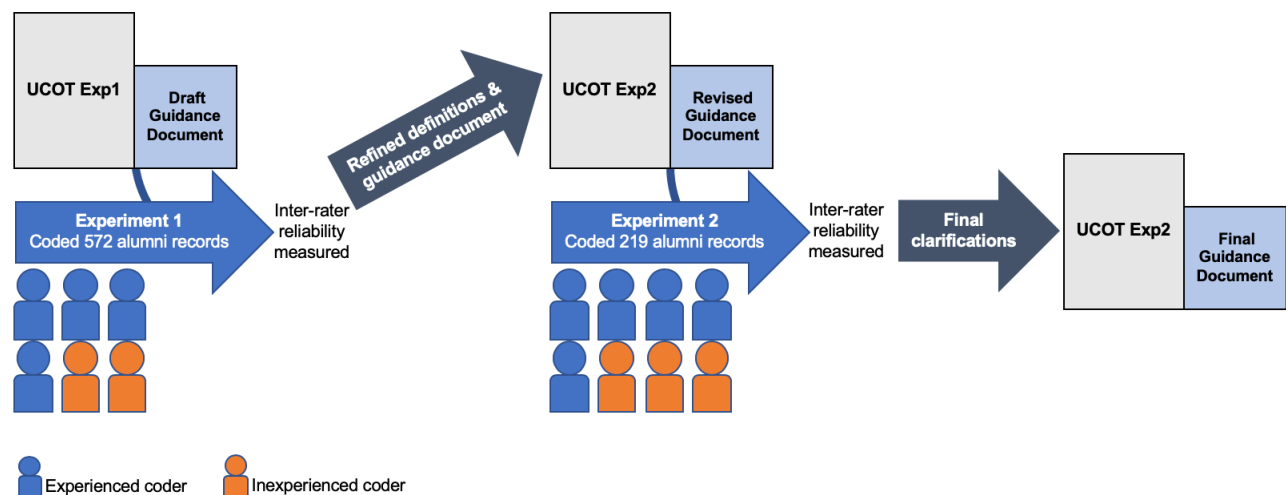 UCOT Exp1
Draft
Guidance
Document
Experiment 1
Coded 572 alumni records
Inter-rater
reliability
measured
Refined definitions &
guidance document
UCOT Exp2
Revised
Guidance
Document
Experiment 2
Coded 219 alumni records
Inter-rater
reliability
measured
Final
clarifications
UCOT Exp2
Final
Guidance
Document
Experienced coder
Inexperienced coder